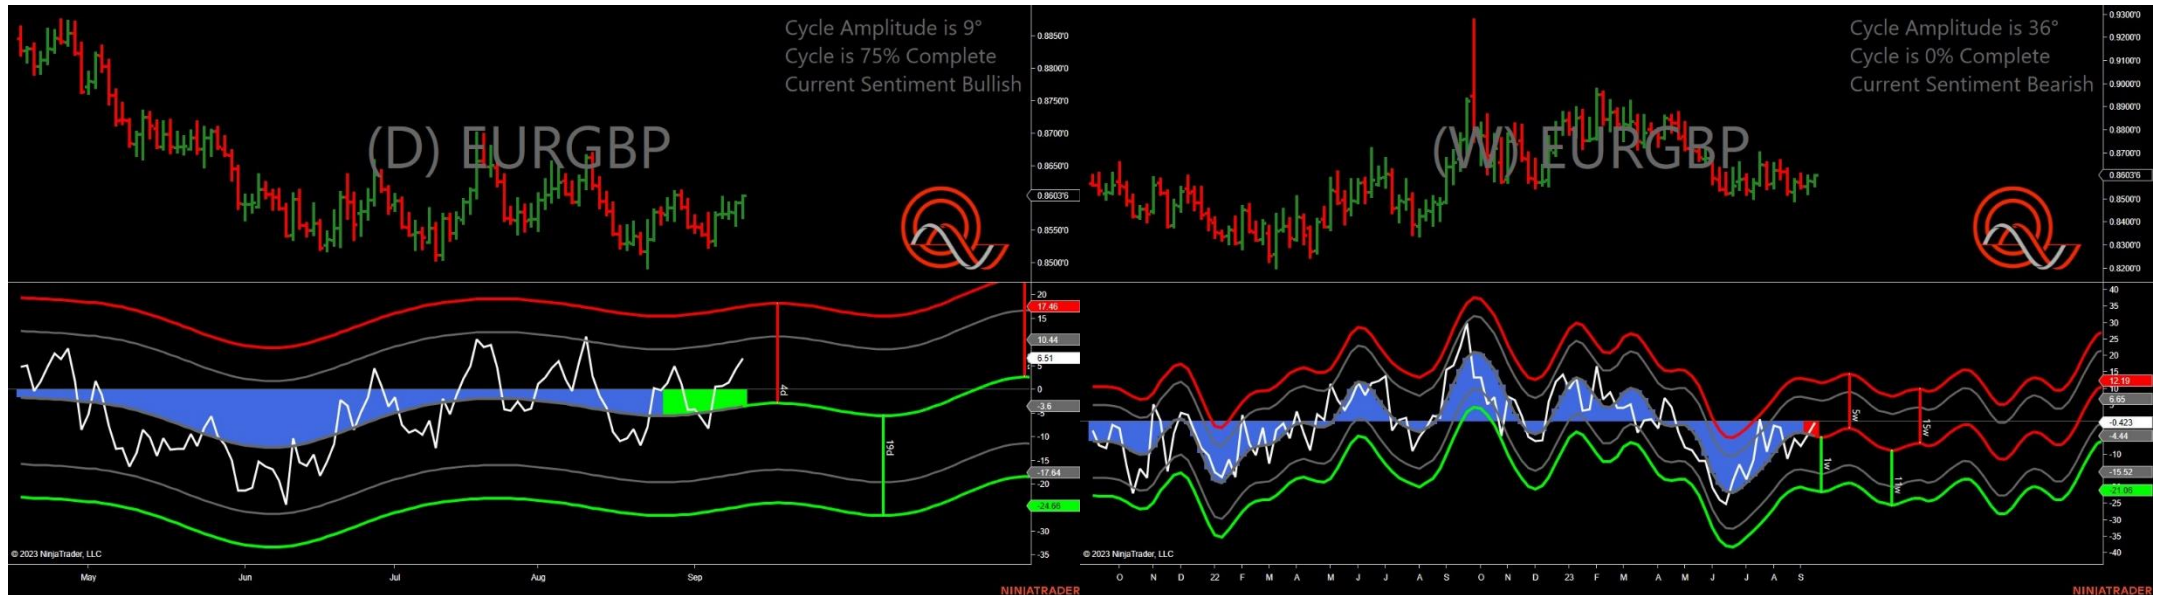 Cycle Amplitude is 9°
Cycle is 75% Complete
Current Sentiment Bullish
(D) EURGBP
0.8850'0
0.8800'0
0.8750'0
0.8700'0
0.8650'0
0.8603'6
0.8550'0
0.8500'0
20
17.46
15
10.44
6.51
5
0
-3.6
-5
-10
-15
-17.64
-20
-24.66
-30
-35
4d
19d
© 2023 NinjaTrader, LLC
May Jun Jul Aug Sep
NINJATRADER
Cycle Amplitude is 36°
Cycle is 0% Complete
Current Sentiment Bearish
(W) EURGBP
0.9300'0
0.9200'0
0.9100'0
0.9000'0
0.8900'0
0.8800'0
0.8700'0
0.8603'6
0.8500'0
0.8400'0
0.8300'0
0.8200'0
40
35
30
25
20
15
12.19
10
6.65
5
-0.423
-4.44
-10
-15.52
-21.06
-25
-30
-35
-40
5w
15w
1w
11w
© 2023 NinjaTrader, LLC
O N D 22 F M A M J J A S O N D 23 F M A M J J A S
NINJATRADER